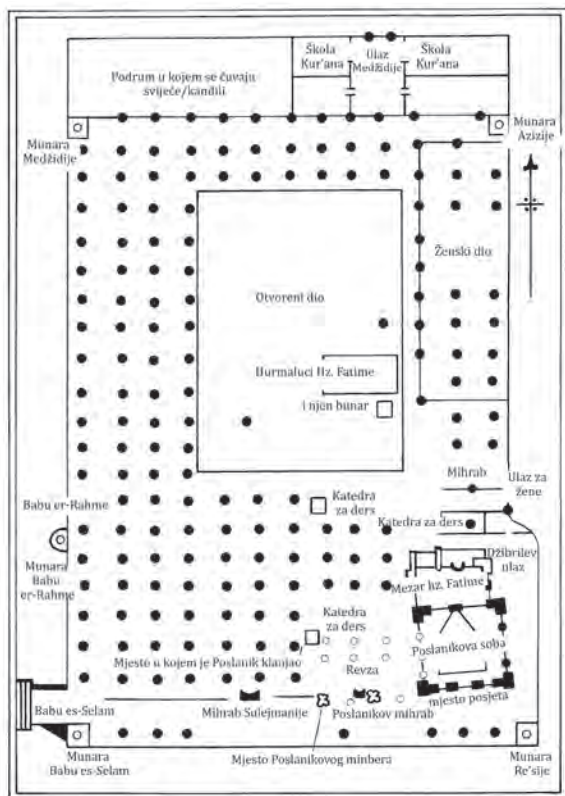 Škola
Kur'ana
Ulaz
Medžidije
Škola
Kur'ana
Podrum u kojem se čuvaju
svijeće/kandili
Munara
Medžidije
Munara
Azizije
Ženski dio
Otvoreni dio
Hurmaluci Hz. Fatime
i njen bunar
Mihrab
Ulaz za
žene
Babu er-Rahme
Katedra
za ders
Katedra za ders
Munara
Babu
er-Rahme
Džibrilev
ulaz
Mezar hz. Fatime
Katedra
za ders
Poslanikova soba
Mjesto u kojem je Poslanik klanjao
Revza
mjesto posjeta
Babu es-Selam
Mihrab Sulejmanije
Poslanikov mihrab
Munara
Babu es-Selam
Mjesto Poslanikovog minbera
Munara
Re'sije